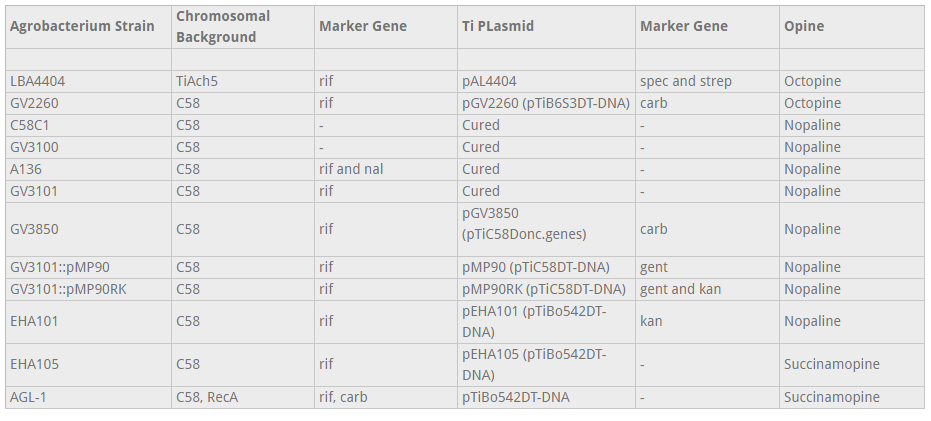 Agrobacterium Strain Chromosomal Background Marker Gene Ti PLasmid Marker Gene Opine
LBA4404 TiAch5 rif pAL4404 spec and strep Octopine
GV2260 C58 rif pGV2260 (pTiB6S3DT-DNA) carb Octopine
C58C1 C58 - Cured - Nopaline
GV3100 C58 - Cured - Nopaline
A136 C58 rif and nal Cured - Nopaline
GV3101 C58 rif Cured - Nopaline
GV3850 C58 rif pGV3850 (pTiC58Donc.genes) carb Nopaline
GV3101::pMP90 C58 rif pMP90 (pTiC58DT-DNA) gent Nopaline
GV3101::pMP90RK C58 rif pMP90RK (pTiC58DT-DNA) gent and kan Nopaline
EHA101 C58 rif pEHA101 (pTiBo542DT-DNA) kan Nopaline
EHA105 C58 rif pEHA105 (pTiBo542DT-DNA) - Succinamopine
AGL-1 C58, RecA rif, carb pTiBo542DT-DNA - Succinamopine